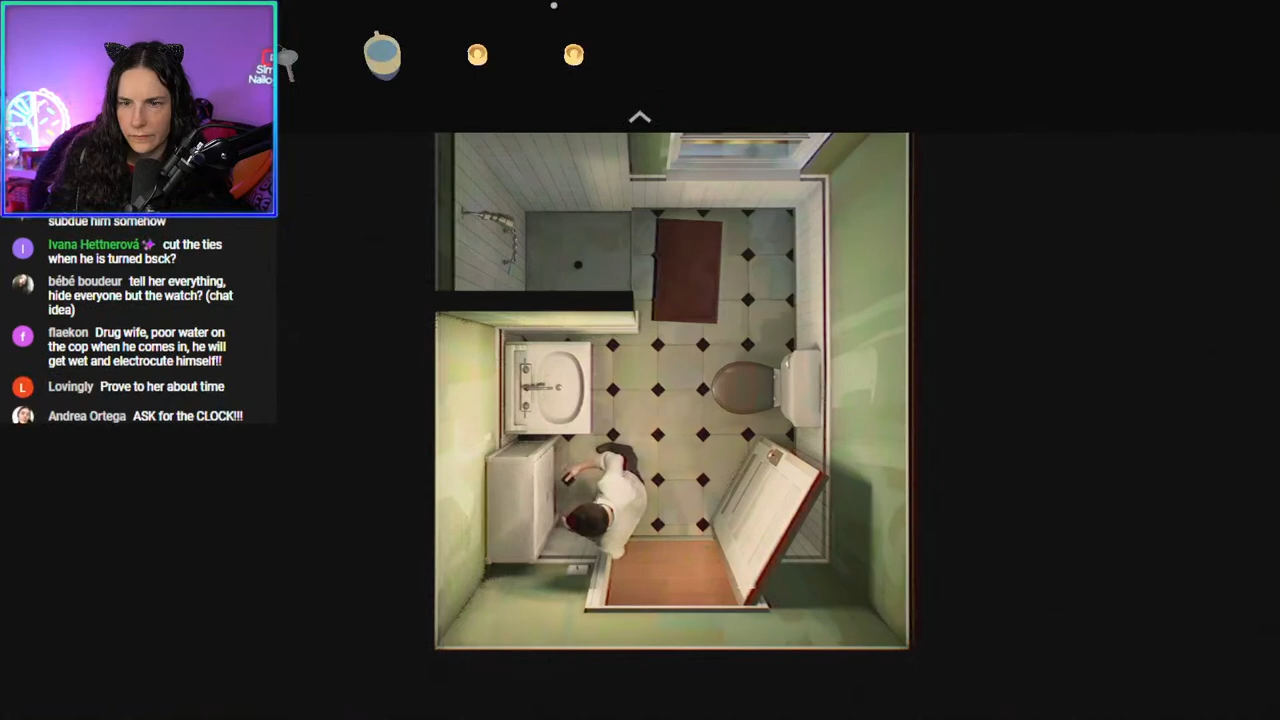 subdue him somehow
Ivana Hettnerová cut the ties
when he is turned bsck?
bébé boudeur tell her everything,
hide everyone but the watch? (chat
idea)
flaekon Drug wife, poor water on
the cop when he comes in, he will
get wet and electrocute himself!!
Lovingly Prove to her about time
Andrea Ortega ASK for the CLOCK!!!